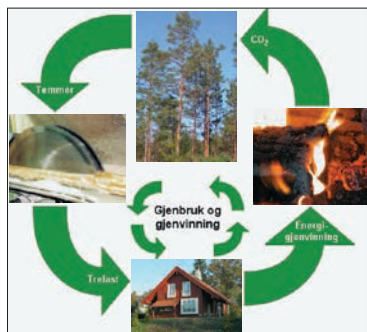 CO₂
Tømmer
Gjenbruk og
gjenvinning
Energi-
gjenvinning
Trelast